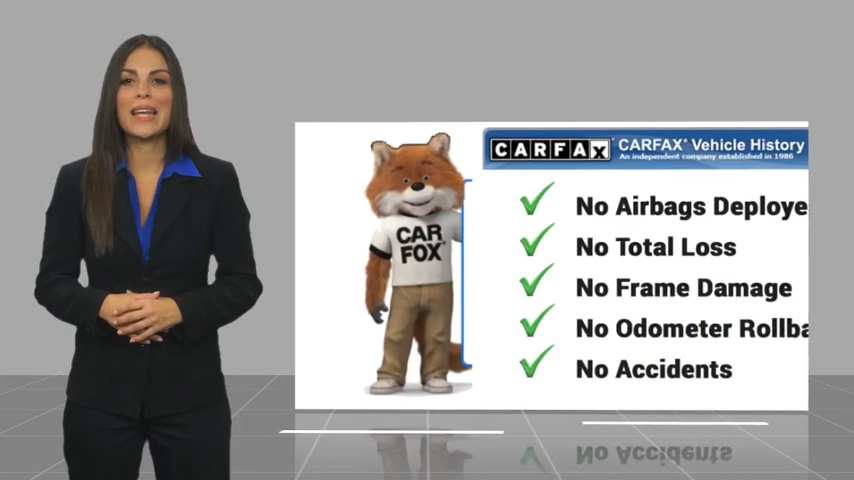 CARFAX
CARFAX® Vehicle History
An independent company established in 1986
CAR
FOX®
No Airbags Deploye
No Total Loss
No Frame Damage
No Odometer Rollba
No Accidents
No Accidents